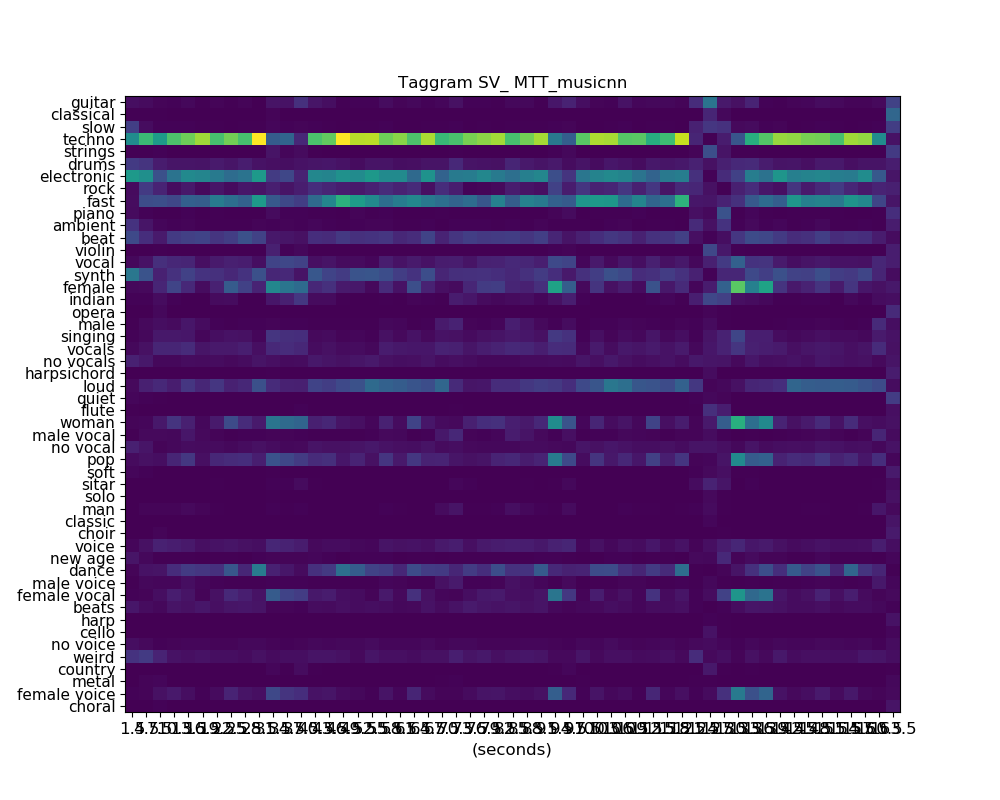 Taggram SV_ MTT_musicnn
guitar
classical
slow
techno
strings
drums
electronic
rock
fast
piano
ambient
beat
violin
vocal
synth
female
indian
opera
male
singing
vocals
no vocals
harpsichord
loud
quiet
flute
woman
male vocal
no vocal
pop
soft
sitar
solo
man
classic
choir
voice
new age
dance
male voice
female vocal
beats
harp
cello
no voice
weird
country
metal
female voice
choral
(seconds)